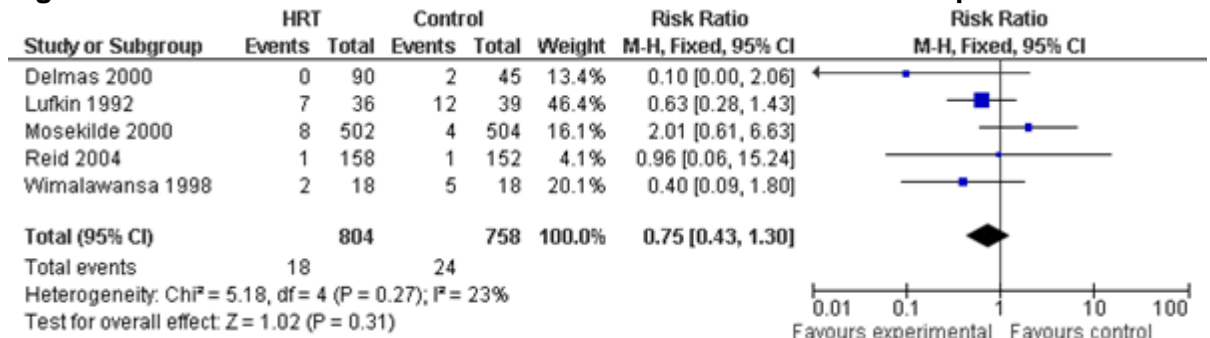 HRT Control Risk Ratio Risk Ratio
Study or Subgroup Events Total Events Total Weight M-H, Fixed, 95% CI M-H, Fixed, 95% CI
Delmas 2000 0 90 2 45 13.4% 0.10 [0.00, 2.06]
Lufkin 1992 7 36 12 39 46.4% 0.63 [0.28, 1.43]
Mosekilde 2000 8 502 4 504 16.1% 2.01 [0.61, 6.63]
Reid 2004 1 158 1 152 4.1% 0.96 [0.06, 15.24]
Wimalawansa 1998 2 18 5 18 20.1% 0.40 [0.09, 1.80]
Total (95% CI) 804 758 100.0% 0.75 [0.43, 1.30]
Total events 18 24
Heterogeneity: Chi² = 5.18, df = 4 (P = 0.27); I² = 23%
Test for overall effect: Z = 1.02 (P = 0.31)
0.01 0.1 1 10 100
Favours experimental Favours control